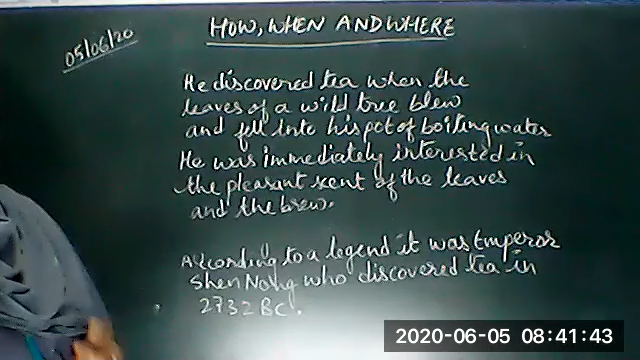 05/06/20
HOW, WHEN AND WHERE
He discovered tea when the
leaves of a wild tree blew
and fell into his pot of boiling water
He was immediately interested in
the pleasant scent of the leaves
and the brew.
According to a legend it was Emperor
Shen Nong who discovered tea in
2732 BC.
2020-06-05 08:41:43